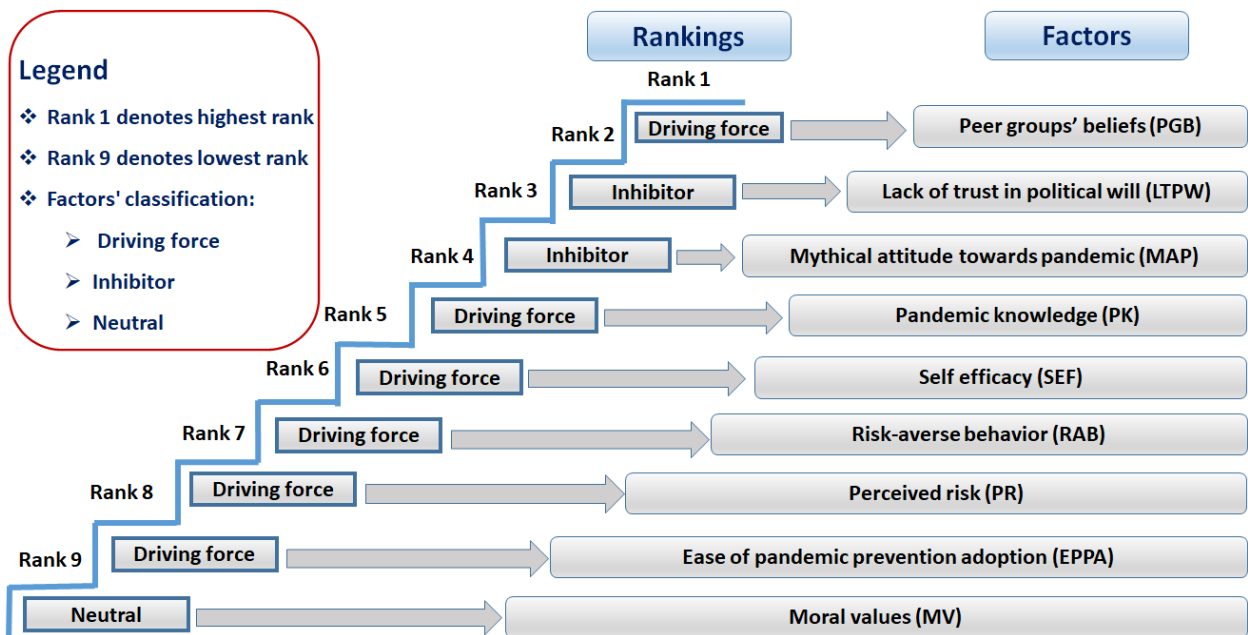 Rankings
Factors
Legend
❖ Rank 1 denotes highest rank
❖ Rank 9 denotes lowest rank
❖ Factors' classification:
➢ Driving force
➢ Inhibitor
➢ Neutral
Rank 1
Driving force
Peer groups’ beliefs (PGB)
Rank 2
Inhibitor
Lack of trust in political will (LTPW)
Rank 3
Inhibitor
Mythical attitude towards pandemic (MAP)
Rank 4
Driving force
Pandemic knowledge (PK)
Rank 5
Driving force
Self efficacy (SEF)
Rank 6
Driving force
Risk-averse behavior (RAB)
Rank 7
Driving force
Perceived risk (PR)
Rank 8
Driving force
Ease of pandemic prevention adoption (EPPA)
Rank 9
Neutral
Moral values (MV)